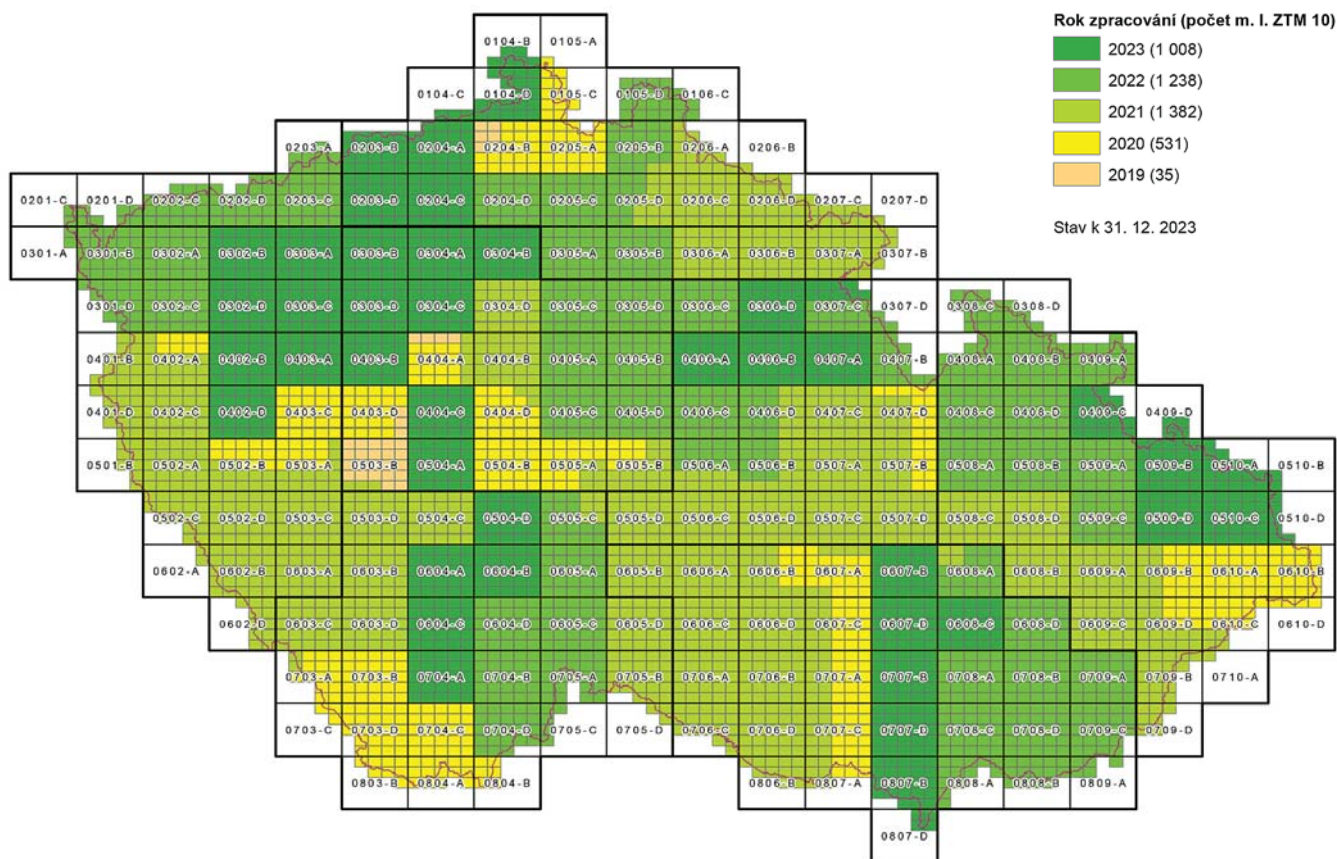 Rok zpracování (počet m. l. ZTM 10)
2023 (1 008)
2022 (1 238)
2021 (1 382)
2020 (531)
2019 (35)
Stav k 31. 12. 2023
0104-B 0105-A
0104-C 0104-D 0105-C 0105-D 0106-C
0203-A 0203-B 0204-A 0204-B 0205-A 0205-B 0206-A 0206-B
0201-C 0201-D 0202-C 0202-D 0203-C 0203-D 0204-C 0204-D 0205-C 0205-D 0206-C 0206-D 0207-C 0207-D
0301-A 0301-B 0302-A 0302-B 0303-A 0303-B 0304-A 0304-B 0305-A 0305-B 0306-A 0306-B 0307-A 0307-B
0301-D 0302-C 0302-D 0303-C 0303-D 0304-C 0304-D 0305-C 0305-D 0306-C 0306-D 0307-C 0307-D 0308-C 0308-D
0401-B 0402-A 0402-B 0403-A 0403-B 0404-A 0404-B 0405-A 0405-B 0406-A 0406-B 0407-A 0407-B 0408-A 0408-B 0409-A
0401-D 0402-C 0402-D 0403-C 0403-D 0404-C 0404-D 0405-C 0405-D 0406-C 0406-D 0407-C 0407-D 0408-C 0408-D 0409-C 0409-D
0501-B 0502-A 0502-B 0503-A 0503-B 0504-A 0504-B 0505-A 0505-B 0506-A 0506-B 0507-A 0507-B 0508-A 0508-B 0509-A 0509-B 0510-A 0510-B
0502-C 0502-D 0503-C 0503-D 0504-C 0504-D 0505-C 0505-D 0506-C 0506-D 0507-C 0507-D 0508-C 0508-D 0509-C 0509-D 0510-C 0510-D
0602-A 0602-B 0603-A 0603-B 0604-A 0604-B 0605-A 0605-B 0606-A 0606-B 0607-A 0607-B 0608-A 0608-B 0609-A 0609-B 0610-A 0610-B
0602-D 0603-C 0603-D 0604-C 0604-D 0605-C 0605-D 0606-C 0606-D 0607-C 0607-D 0608-C 0608-D 0609-C 0609-D 0610-C 0610-D
0703-A 0703-B 0704-A 0704-B 0705-A 0705-B 0706-A 0706-B 0707-A 0707-B 0708-A 0708-B 0709-A 0709-B 0710-A
0703-C 0703-D 0704-C 0704-D 0705-C 0705-D 0706-C 0706-D 0707-C 0707-D 0708-C 0708-D 0709-C 0709-D
0803-B 0804-A 0804-B 0806-B 0807-A 0807-B 0808-A 0808-B 0809-A
0807-D